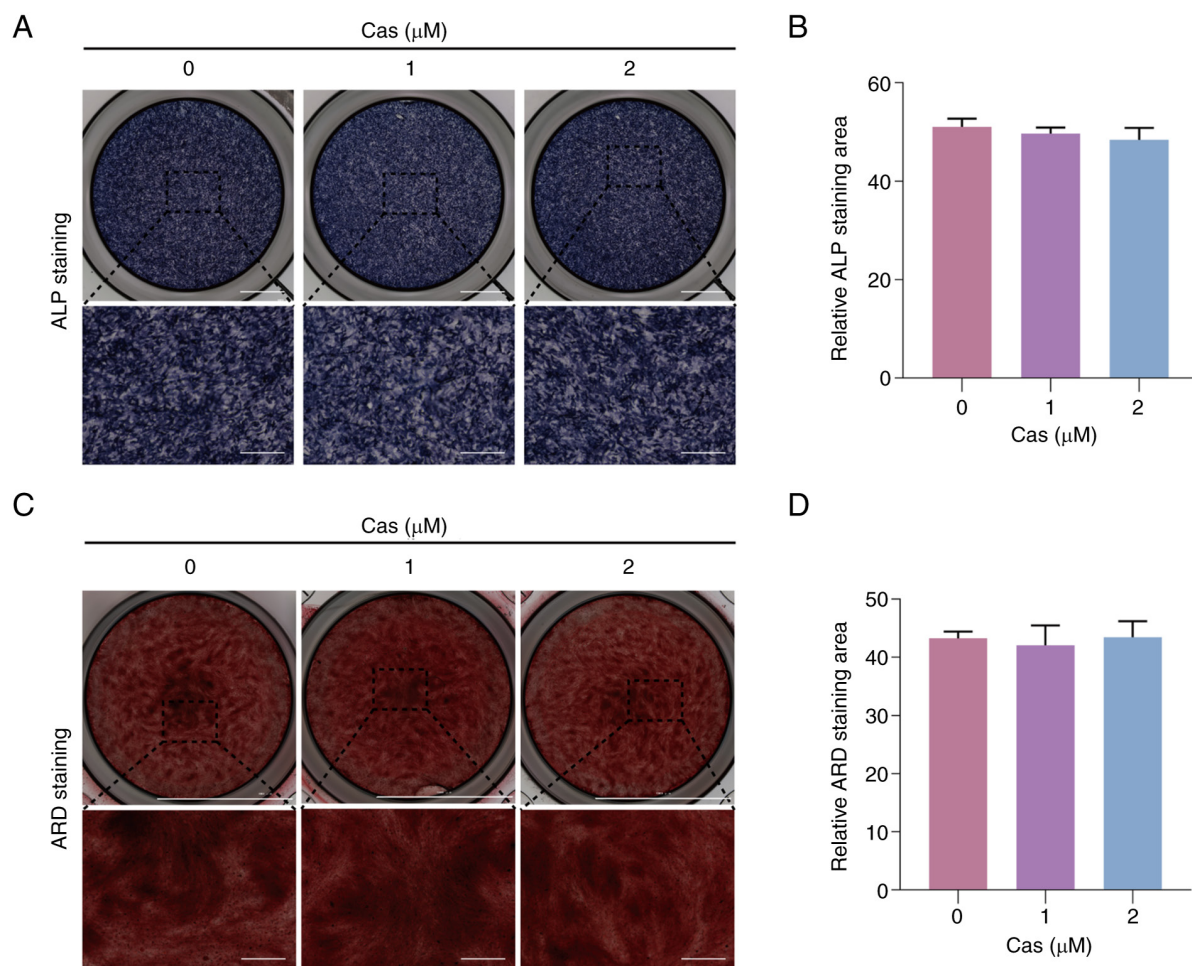 A
Cas (μM)
0 1 2
ALP staining
B
60
40
20
0
Relative ALP staining area
0 1 2
Cas (μM)
C
Cas (μM)
0 1 2
ARD staining
D
50
40
30
20
10
0
Relative ARD staining area
0 1 2
Cas (μM)